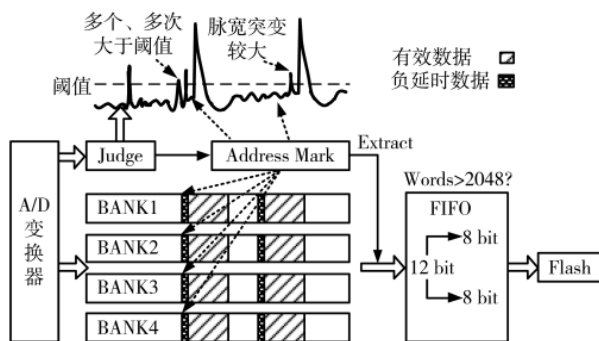 多个、多次
大于阈值
脉宽突变
较大
有效数据
负延时数据
阈值
Judge
Address Mark
Extract
A/D
变
换
器
BANK1
BANK2
BANK3
BANK4
Words>2048?
FIFO
8 bit
12 bit
8 bit
Flash